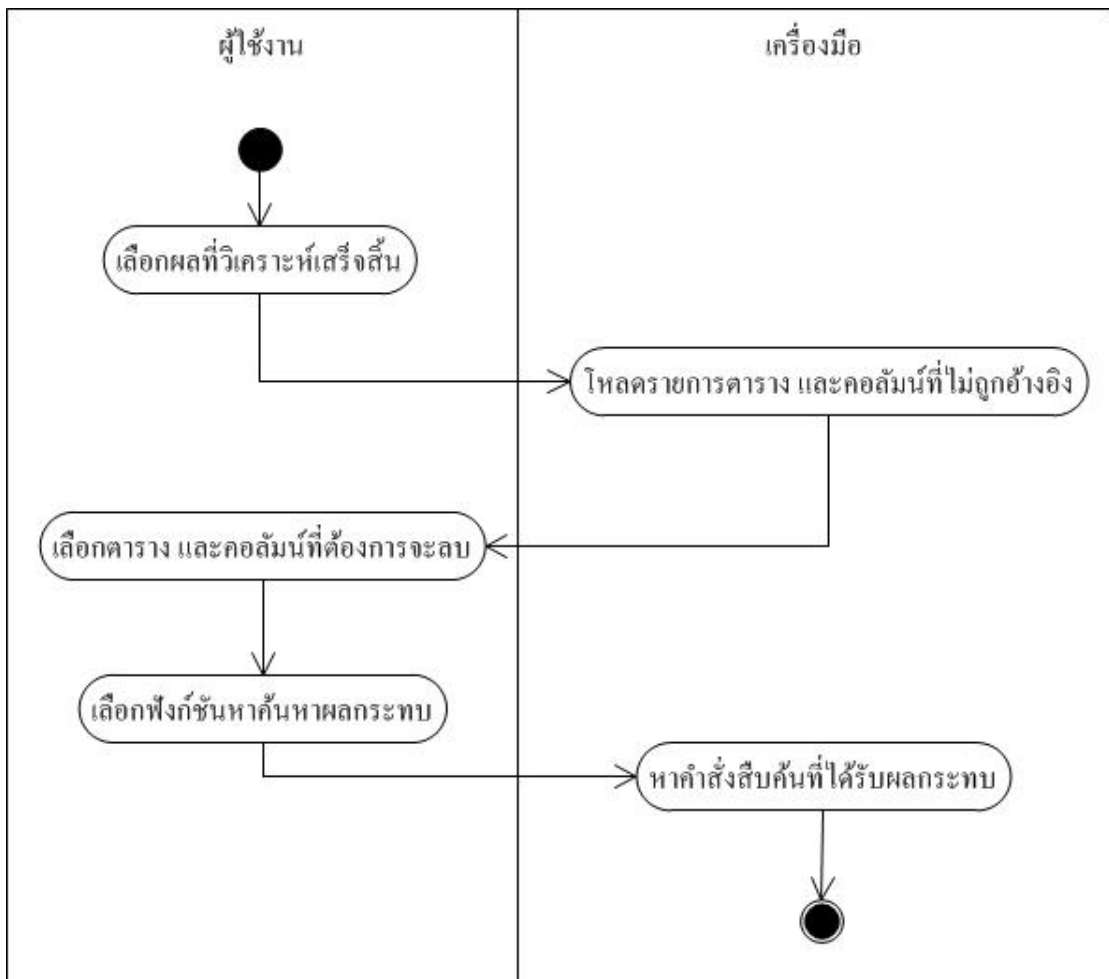 ผู้ใช้งาน
เครื่องมือ
เลือกผลที่วิเคราะห์เสร็จสิ้น
โหลดรายการตาราง และคอลัมน์ที่ไม่ถูกอ้างอิง
เลือกตาราง และคอลัมน์ที่ต้องการจะลบ
เลือกฟังก์ชันหาค้นหาผลกระทบ
หาคำสั่งสืบค้นที่ได้รับผลกระทบ